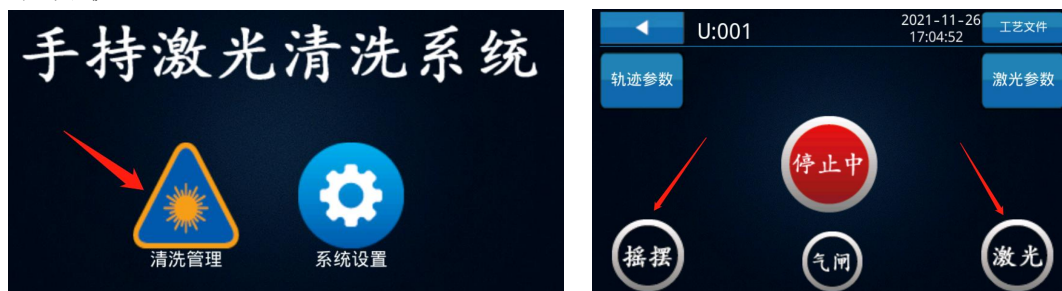 手持激光清洗系统
清洗管理
系统设置
U:001
2021-11-26
17:04:52
工艺文件
轨迹参数
激光参数
停止中
摇摆
气闸
激光